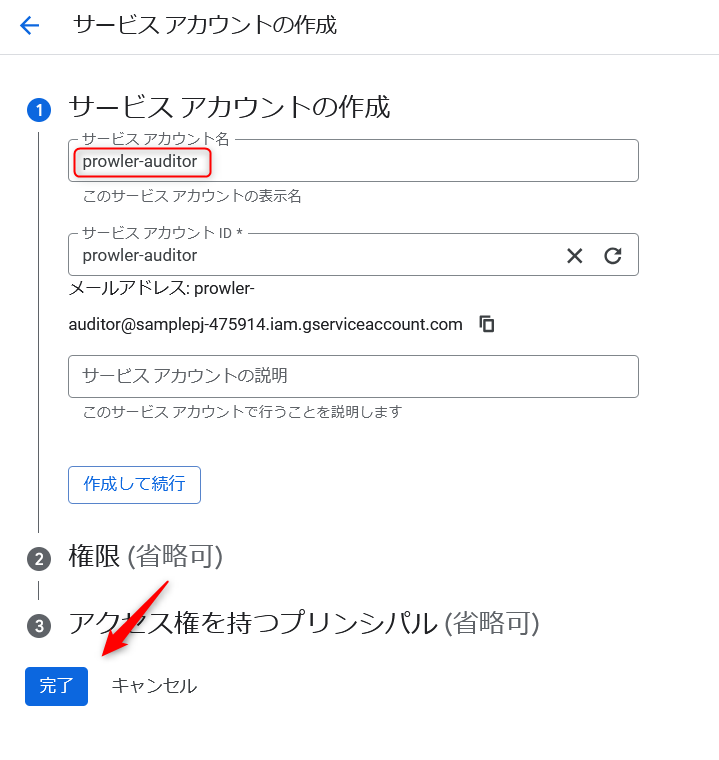 サービス アカウントの作成
1
サービス アカウントの作成
サービス アカウント名
prowler-auditor
このサービス アカウントの表示名
サービス アカウント ID *
prowler-auditor
メールアドレス: prowler-
auditor@samplepj-475914.iam.gserviceaccount.com
サービス アカウントの説明
このサービス アカウントで行うことを説明します
作成して続行
2
権限 (省略可)
3
アクセス権を持つプリンシパル (省略可)
完了
キャンセル